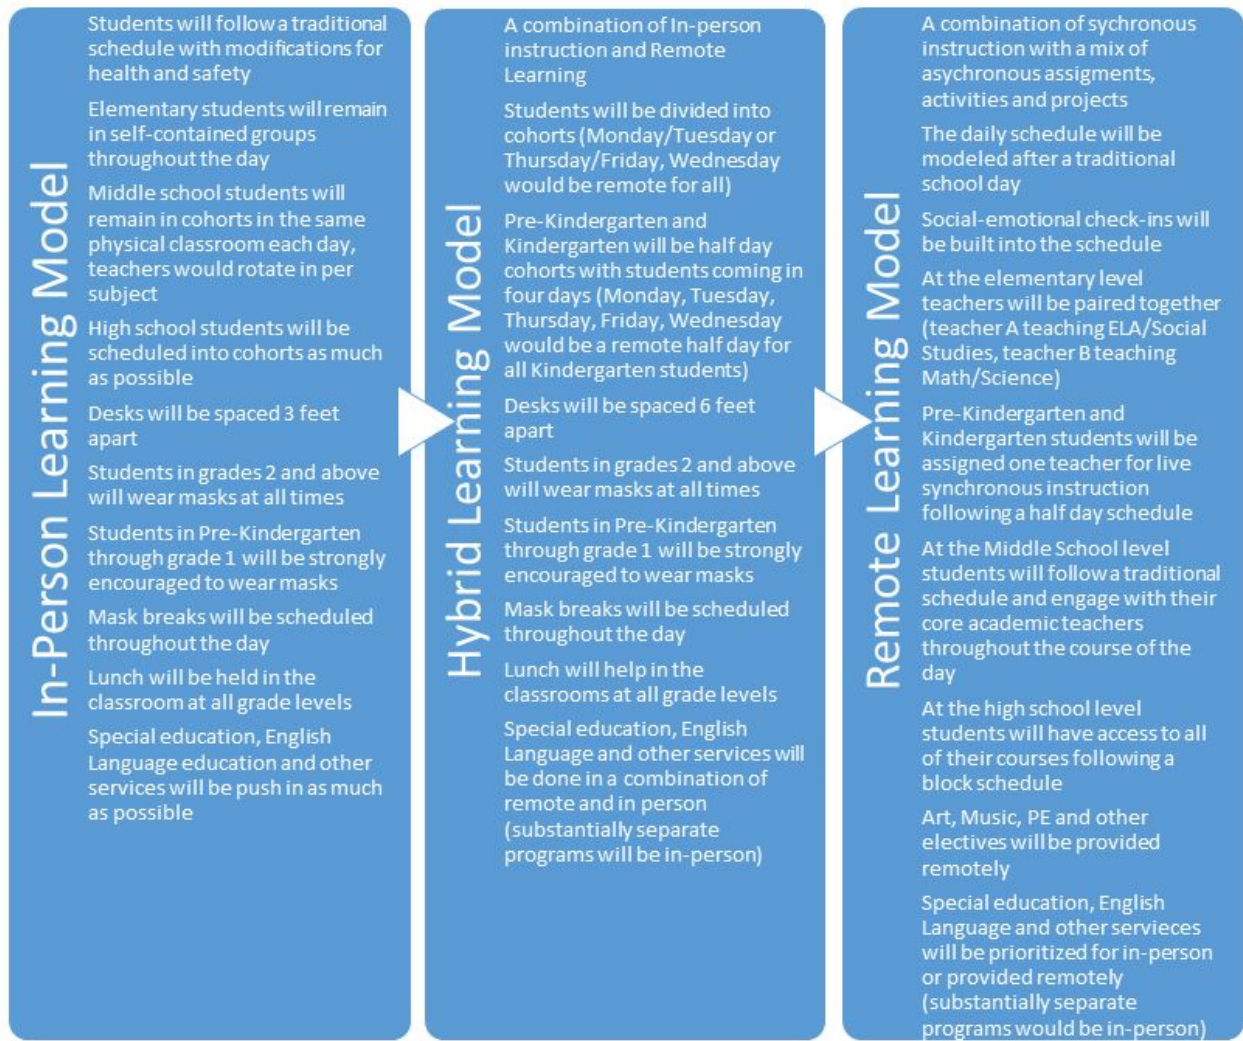 In-Person Learning Model
Students will follow a traditional
schedule with modifications for
health and safety
Elementary students will remain
in self-contained groups
throughout the day
Middle school students will
remain in cohorts in the same
physical classroom each day,
teachers would rotate in per
subject
High school students will be
scheduled into cohorts as much
as possible
Desks will be spaced 3 feet
apart
Students in grades 2 and above
will wear masks at all times
Students in Pre-Kindergarten
through grade 1 will be strongly
encouraged to wear masks
Mask breaks will be scheduled
throughout the day
Lunch will be held in the
classroom at all grade levels
Special education, English
Language education and other
services will be push in as much
as possible
Hybrid Learning Model
A combination of In-person
instruction and Remote
Learning
Students will be divided into
cohorts (Monday/Tuesday or
Thursday/Friday, Wednesday
would be remote for all)
Pre-Kindergarten and
Kindergarten will be half day
cohorts with students coming in
four days (Monday, Tuesday,
Thursday, Friday, Wednesday
would be a remote half day for
all Kindergarten students)
Desks will be spaced 6 feet
apart
Students in grades 2 and above
will wear masks at all times
Students in Pre-Kindergarten
through grade 1 will be strongly
encouraged to wear masks
Mask breaks will be scheduled
throughout the day
Lunch will help in the
classrooms at all grade levels
Special education, English
Language and other services will
be done in a combination of
remote and in person
(substantially separate
programs will be in-person)
Remote Learning Model
A combination of sychronous
instruction with a mix of
asychronous assigments,
activities and projects
The daily schedule will be
modeled after a traditional
school day
Social-emotional check-ins will
be built into the schedule
At the elementary level
teachers will be paired together
(teacher A teaching ELA/Social
Studies, teacher B teaching
Math/Science)
Pre-Kindergarten and
Kindergarten students will be
assigned one teacher for live
synchronous instruction
following a half day schedule
At the Middle School level
students will follow a traditional
schedule and engage with their
core academic teachers
throughout the course of the
day
At the high school level
students will have access to all
of their courses following a
block schedule
Art, Music, PE and other
electives will be provided
remotely
Special education, English
Language and other servieces
will be prioritized for in-person
or provided remotely
(substantially separate
programs would be in-person)